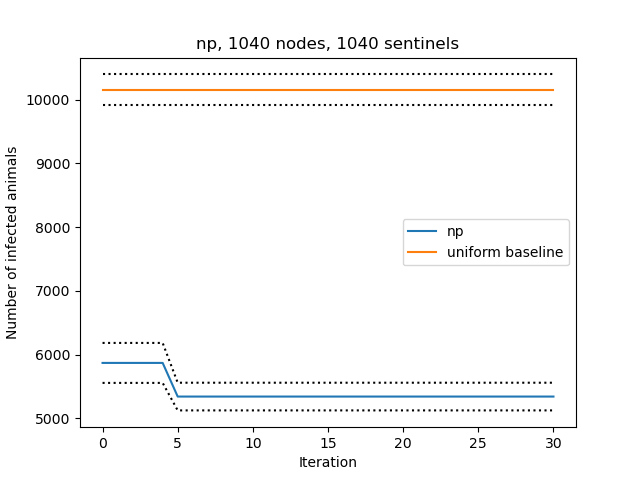 np, 1040 nodes, 1040 sentinels
Number of infected animals
10000
9000
8000
7000
6000
5000
np
uniform baseline
0 5 10 15 20 25 30
Iteration